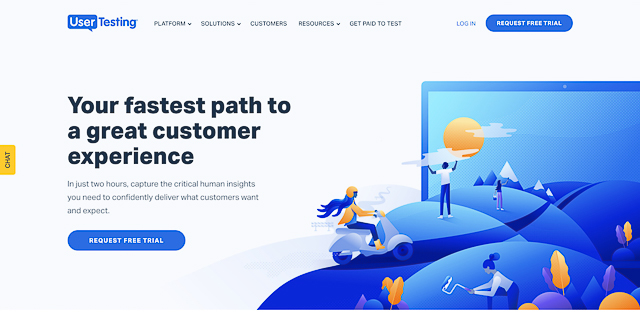 UserTesting
PLATFORM SOLUTIONS CUSTOMERS RESOURCES GET PAID TO TEST
LOG IN
REQUEST FREE TRIAL
Your fastest path to
a great customer
experience
In just two hours, capture the critical human insights
you need to confidently deliver what customers want
and expect.
REQUEST FREE TRIAL
CHAT